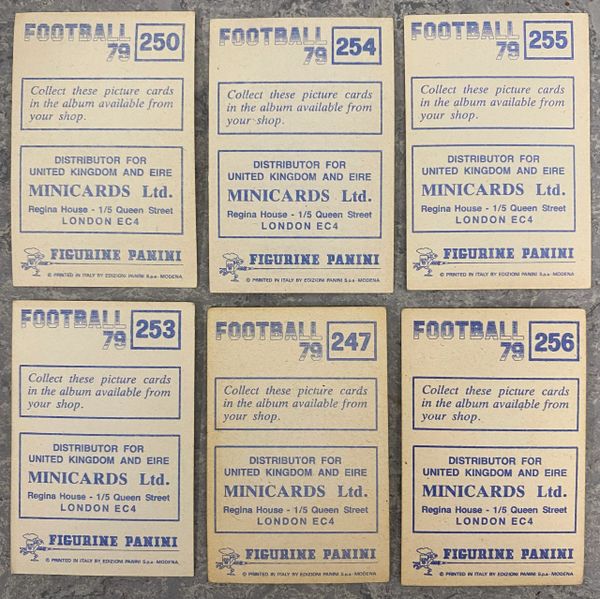 FOOTBALL
79 250
Collect these picture cards
in the album available from
your shop.
DISTRIBUTOR FOR
UNITED KINGDOM AND EIRE
MINICARDS Ltd.
Regina House - 1/5 Queen Street
LONDON EC4
FIGURINE PANINI
© PRINTED IN ITALY BY EDIZIONI PANINI S.p.a - MODENA
FOOTBALL
79 254
Collect these picture cards
in the album available from
your shop.
DISTRIBUTOR FOR
UNITED KINGDOM AND EIRE
MINICARDS Ltd.
Regina House - 1/5 Queen Street
LONDON EC4
FIGURINE PANINI
© PRINTED IN ITALY BY EDIZIONI PANINI S.p.a - MODENA
FOOTBALL
79 255
Collect these picture cards
in the album available from
your shop.
DISTRIBUTOR FOR
UNITED KINGDOM AND EIRE
MINICARDS Ltd.
Regina House - 1/5 Queen Street
LONDON EC4
FIGURINE PANINI
© PRINTED IN ITALY BY EDIZIONI PANINI S.p.a - MODENA
FOOTBALL
79 253
Collect these picture cards
in the album available from
your shop.
DISTRIBUTOR FOR
UNITED KINGDOM AND EIRE
MINICARDS Ltd.
Regina House - 1/5 Queen Street
LONDON EC4
FIGURINE PANINI
© PRINTED IN ITALY BY EDIZIONI PANINI S.p.a - MODENA
FOOTBALL
79 247
Collect these picture cards
in the album available from
your shop.
DISTRIBUTOR FOR
UNITED KINGDOM AND EIRE
MINICARDS Ltd.
Regina House - 1/5 Queen Street
LONDON EC4
FIGURINE PANINI
© PRINTED IN ITALY BY EDIZIONI PANINI S.p.a - MODENA
FOOTBALL
79 256
Collect these picture cards
in the album available from
your shop.
DISTRIBUTOR FOR
UNITED KINGDOM AND EIRE
MINICARDS Ltd.
Regina House - 1/5 Queen Street
LONDON EC4
FIGURINE PANINI
© PRINTED IN ITALY BY EDIZIONI PANINI S.p.a - MODENA